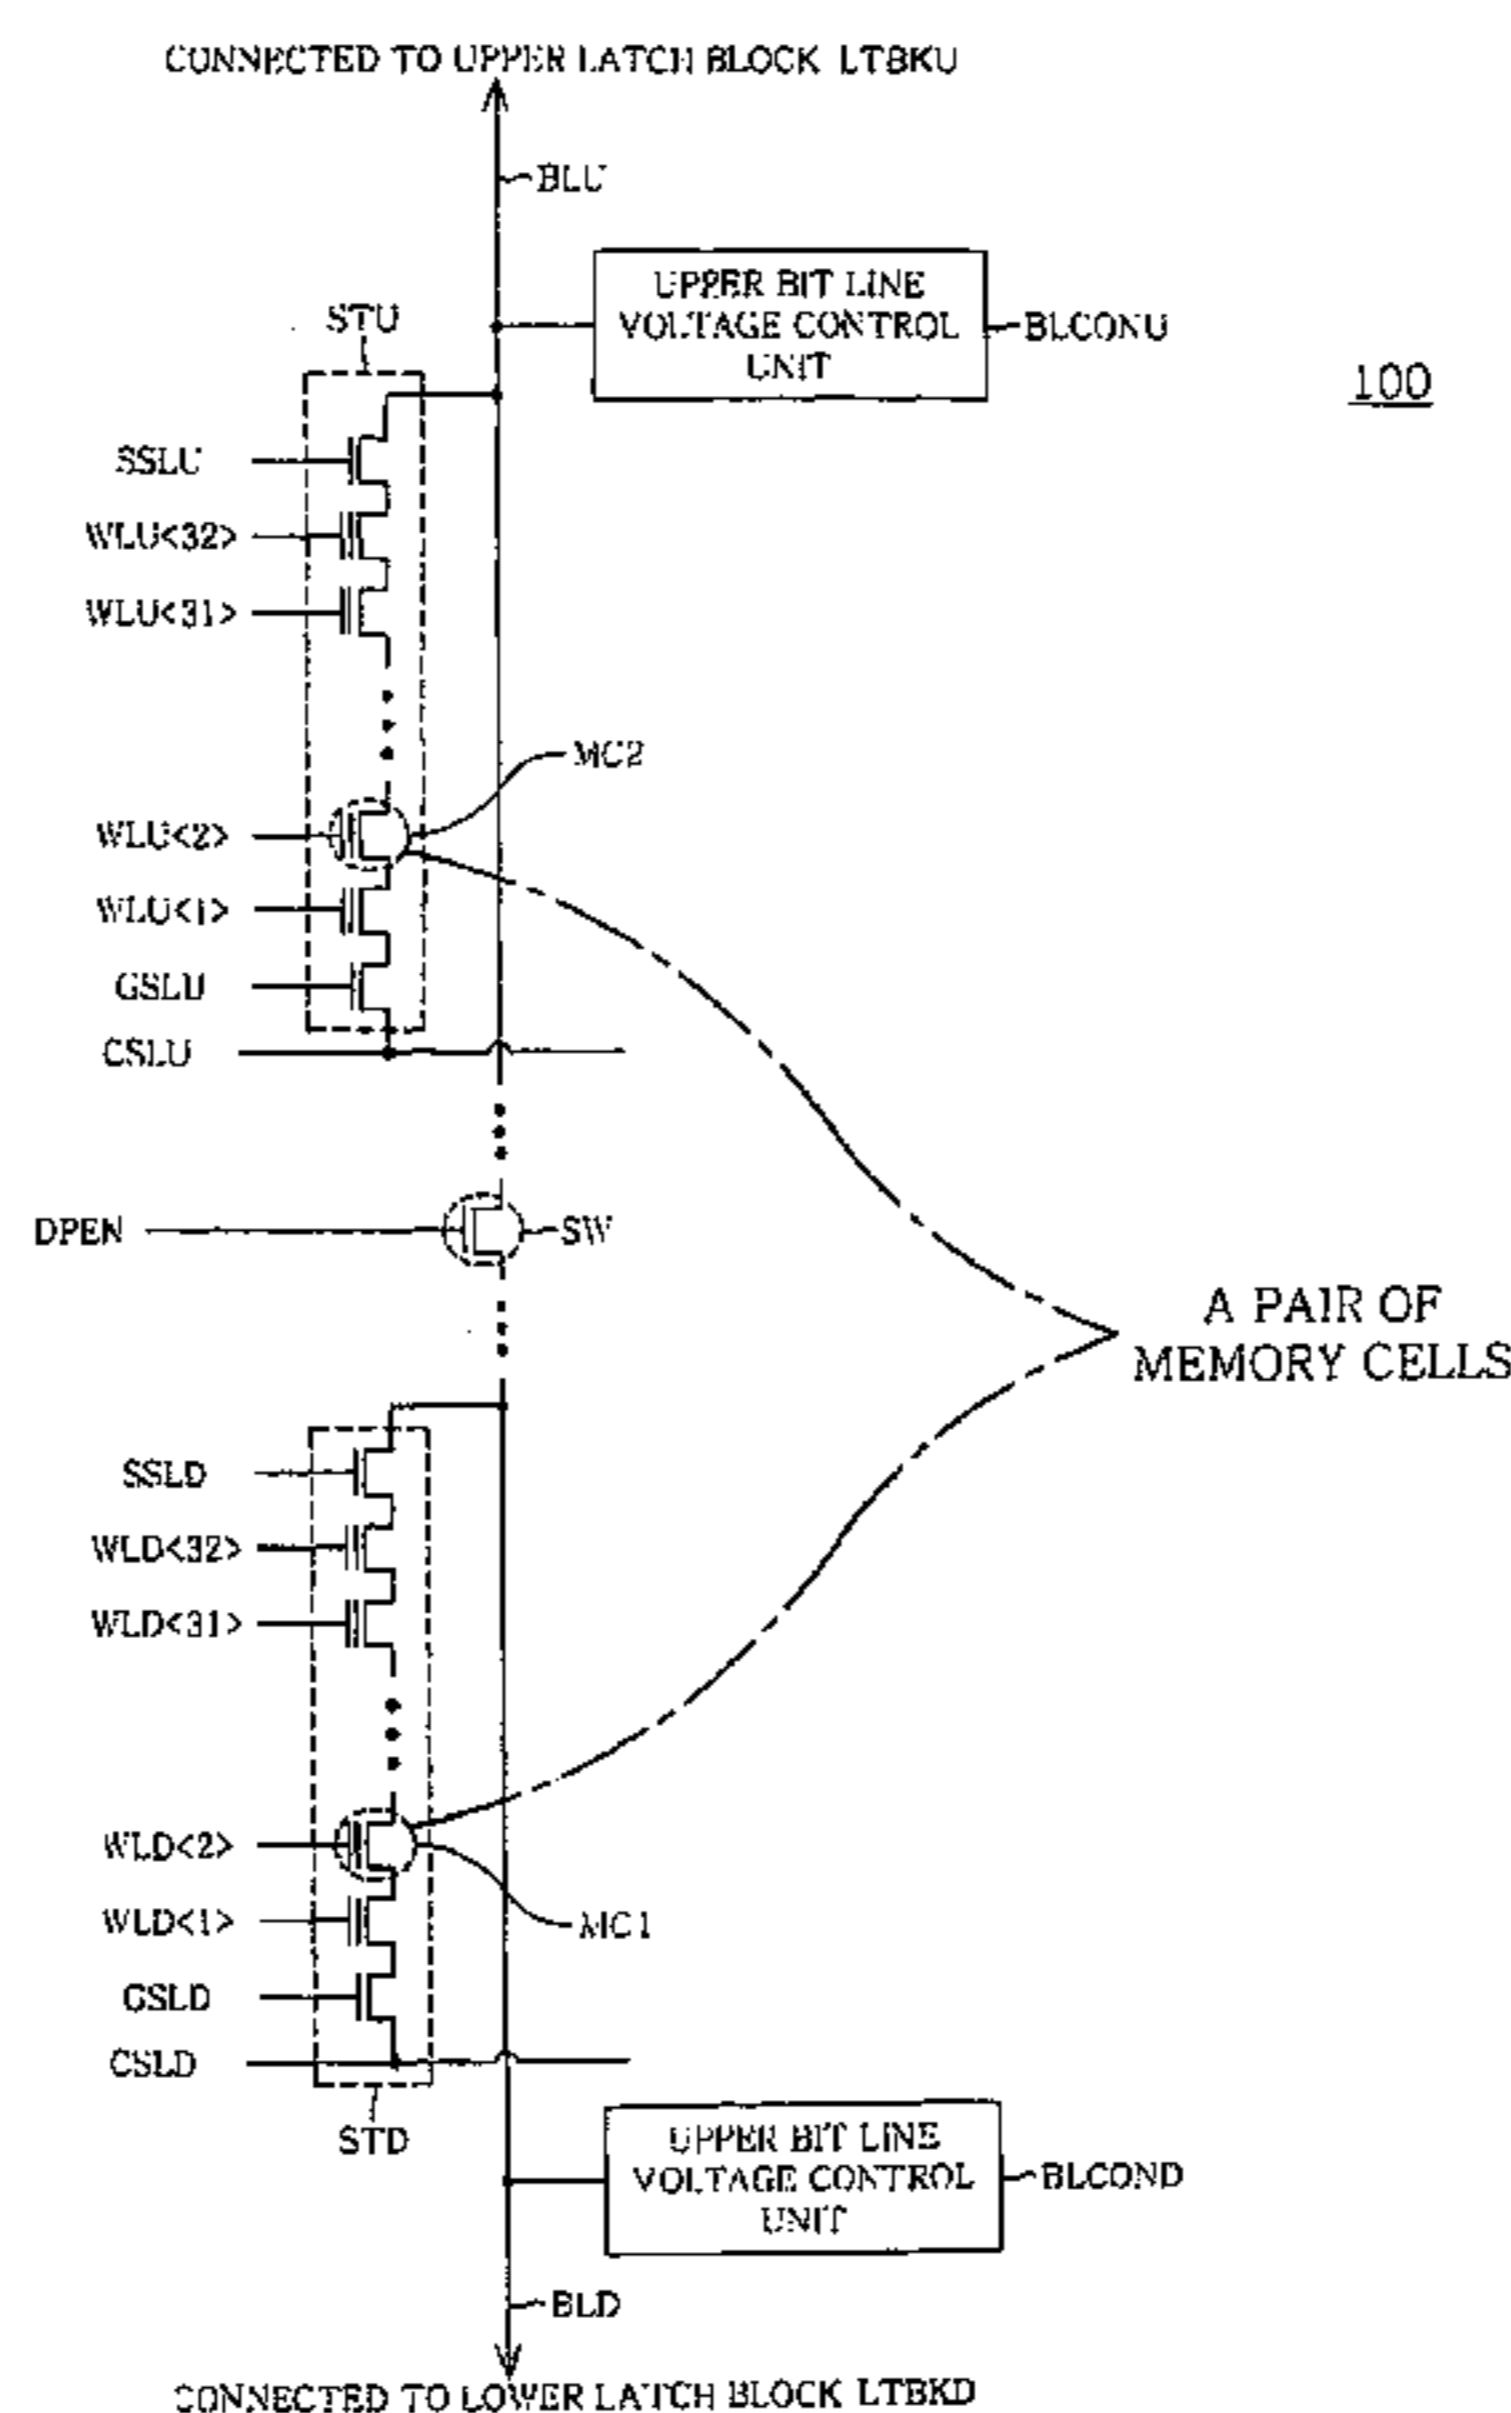 CONNECTED TO UPPER LATCH BLOCK LTBKU
BLU
UPPER BIT LINE
VOLTAGE CONTROL
UNIT
BLCONU
100
STU
SSLU
WLU<32>
WLU<31>
MC2
WLU<2>
WLU<1>
GSLU
CSLU
DPEN
SW
A PAIR OF
MEMORY CELLS
SSLD
WLD<32>
WLD<31>
WLD<2>
WLD<1>
MC1
GSLD
CSLD
STD
UPPER BIT LINE
VOLTAGE CONTROL
UNIT
BLCOND
BLD
CONNECTED TO LOWER LATCH BLOCK LTBKD